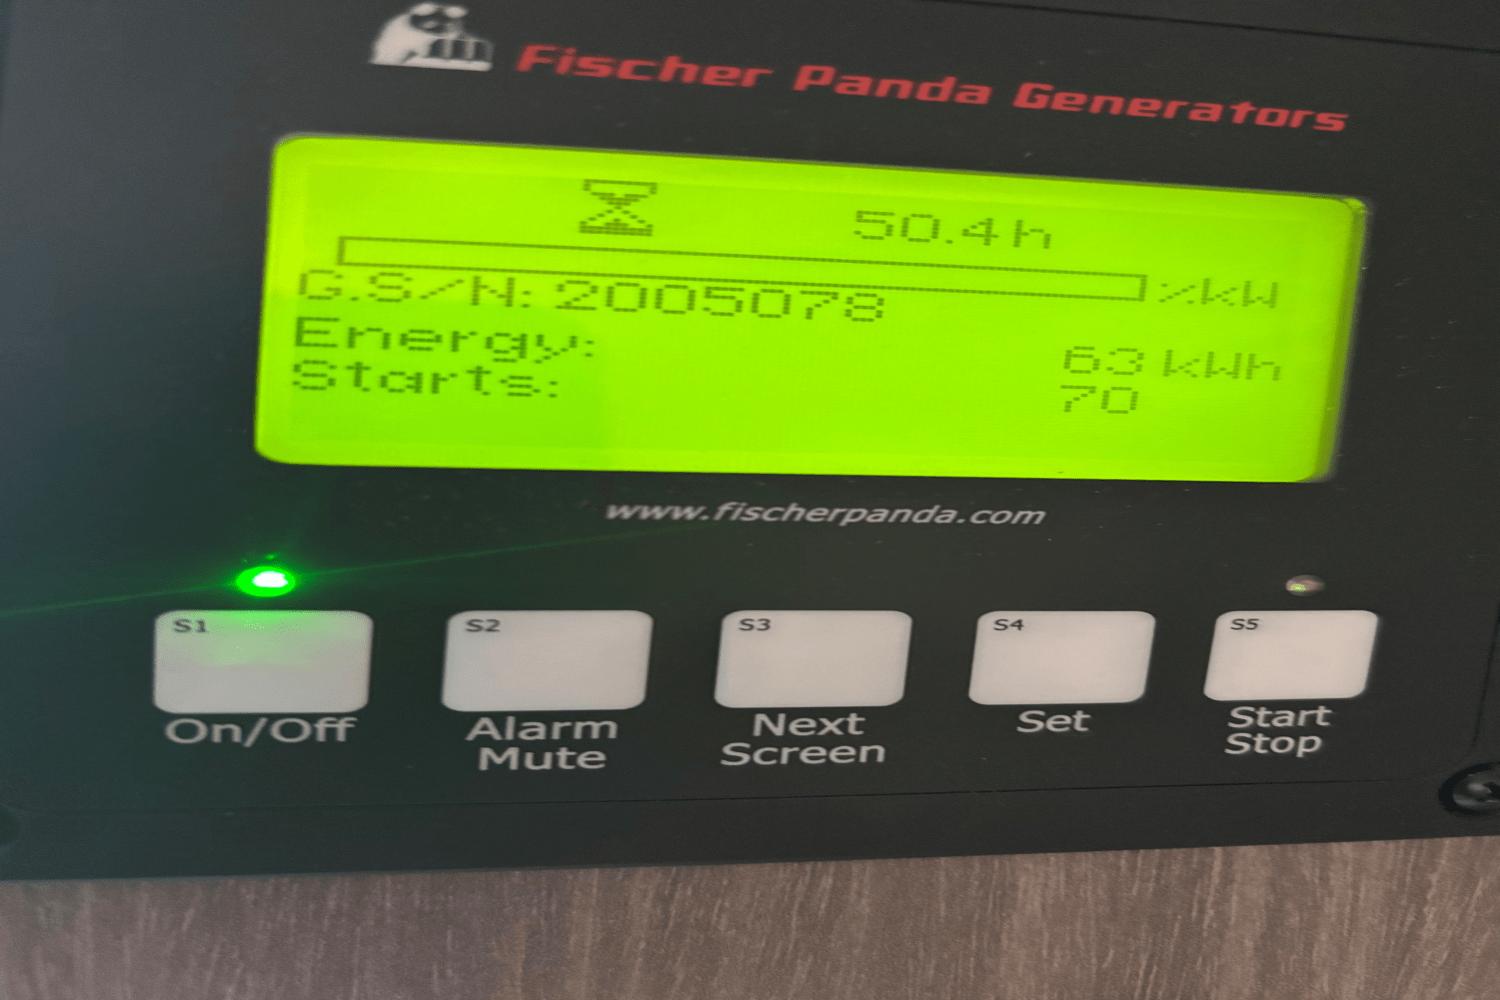 Fischer Panda Generators
50.4h
%kW
G.S/N: 2005078
Energy: 63 kWh
Starts: 70
www.fischerpanda.com
S1 S2 S3 S4 S5
On/Off Alarm Mute Next Screen Set Start Stop